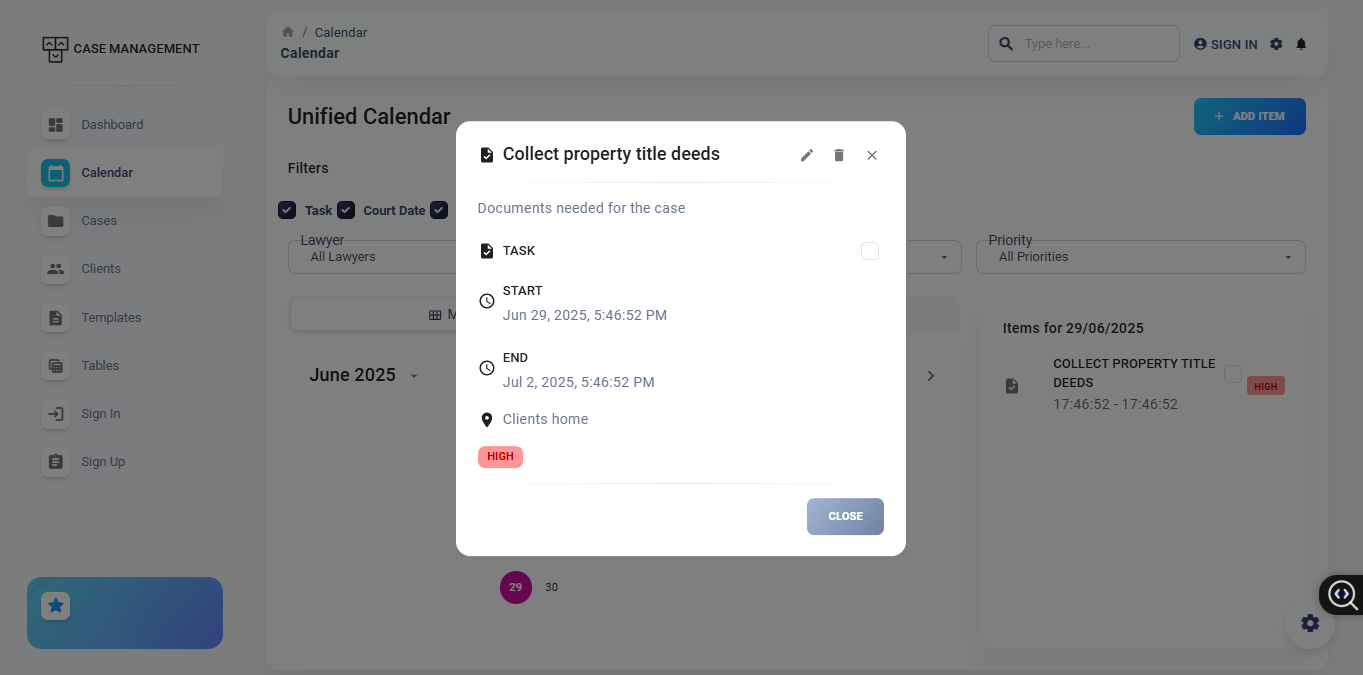 CASE MANAGEMENT
Dashboard
Calendar
Cases
Clients
Templates
Tables
Sign In
Sign Up
/ Calendar
Calendar
Type here...
SIGN IN
Unified Calendar
+ ADD ITEM
Filters
Task Court Date
Lawyer
All Lawyers
Priority
All Priorities
June 2025
29 30
Items for 29/06/2025
COLLECT PROPERTY TITLE
DEEDS
HIGH
17:46:52 - 17:46:52
Collect property title deeds
Documents needed for the case
TASK
START
Jun 29, 2025, 5:46:52 PM
END
Jul 2, 2025, 5:46:52 PM
Clients home
HIGH
CLOSE